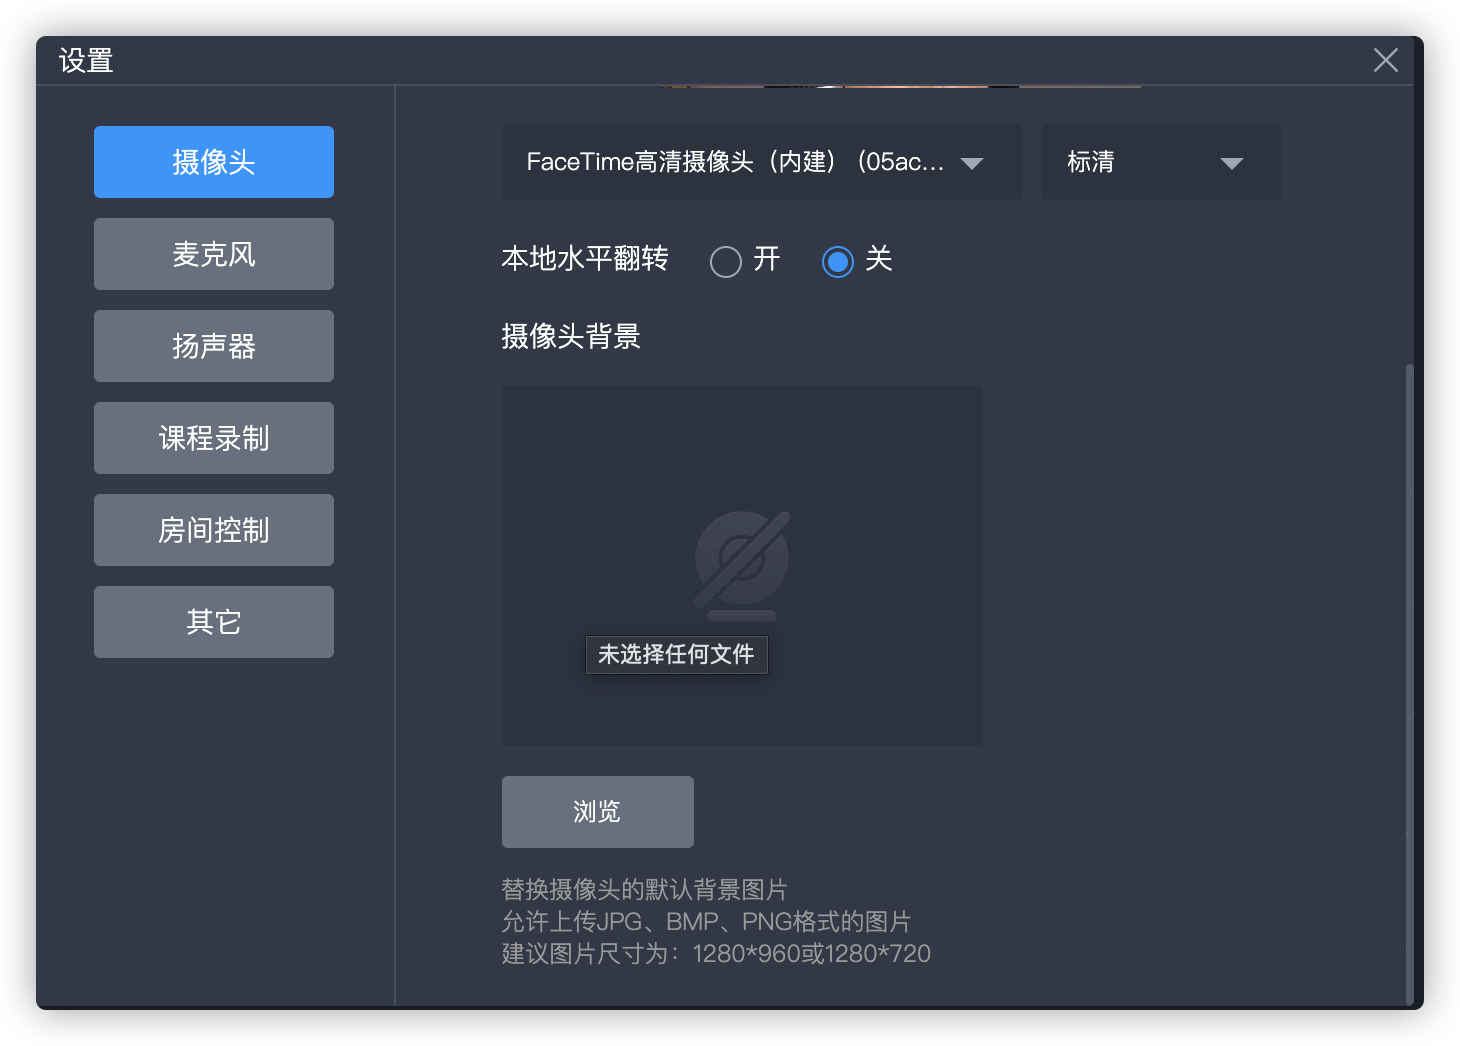 设置
摄像头
麦克风
扬声器
课程录制
房间控制
其它
FaceTime高清摄像头（内建）(05ac...
标清
本地水平翻转 开 关
摄像头背景
未选择任何文件
浏览
替换摄像头的默认背景图片
允许上传JPG、BMP、PNG格式的图片
建议图片尺寸为：1280*960或1280*720